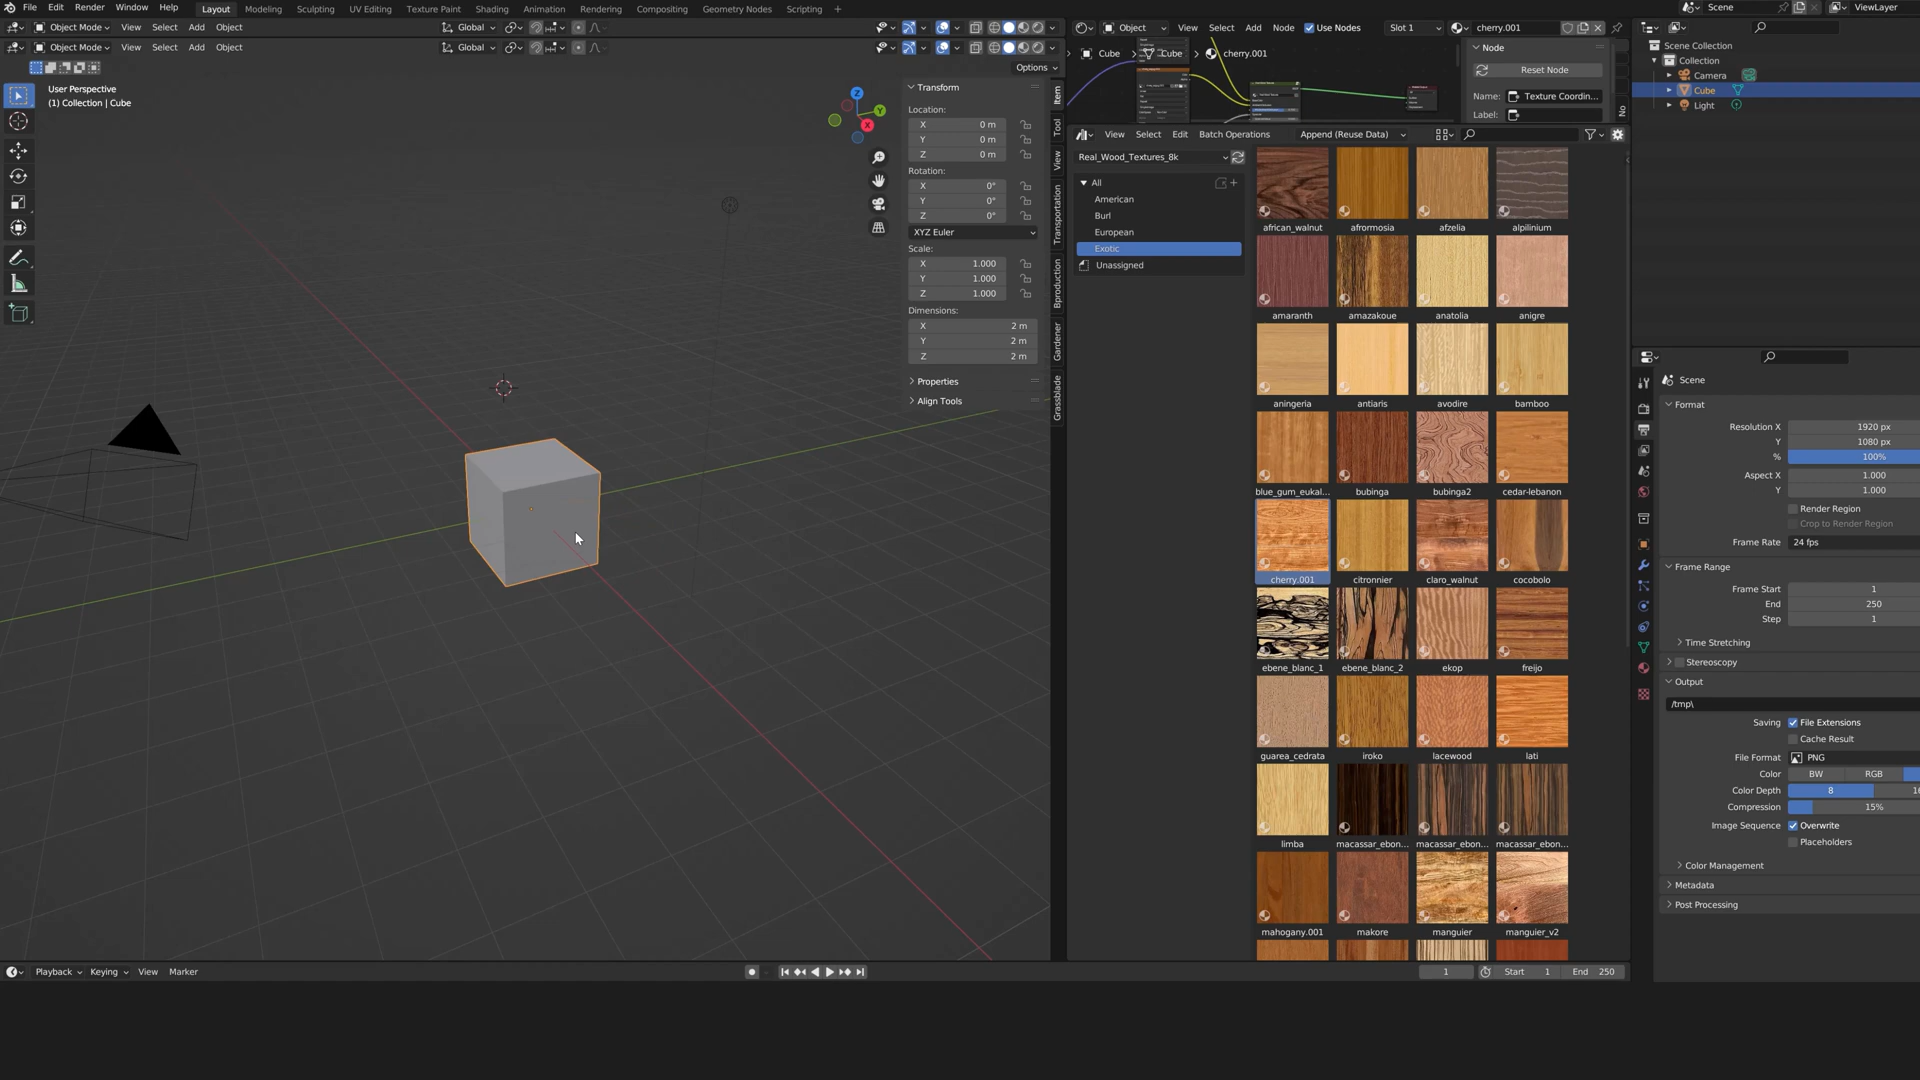 File Edit Render Window Help Layout Modeling Sculpting UV Editing Texture Paint Shading Animation Rendering Compositing Geometry Nodes Scripting + Scene ViewLayer
Object Mode View Select Add Object Global
Object Mode View Select Add Object Global
Options
User Perspective
(1) Collection | Cube
Transform
Location:
X 0 m
Y 0 m
Z 0 m
Rotation:
X 0°
Y 0°
Z 0°
XYZ Euler
Scale:
X 1.000
Y 1.000
Z 1.000
Dimensions:
X 2 m
Y 2 m
Z 2 m
Properties
Align Tools
Z
Y
X
Item
Tool
View
Transportation
Bproduction
Gardener
Grassblade
Object View Select Add Node Use Nodes Slot 1 cherry.001
Cube Cube cherry.001
Node
Reset Node
Name: Texture Coordin...
Label:
No
View Select Edit Batch Operations Append (Reuse Data)
Real_Wood_Textures_8k
All
American
Burl
European
Exotic
Unassigned
african_walnut afrormosia afzelia alpilinium
amaranth amazakoue anatolia anigre
aningeria antiaris avodire bamboo
blue_gum_eukal... bubinga bubinga2 cedar-lebanon
cherry.001 citronnier claro_walnut cocobolo
ebene_blanc_1 ebene_blanc_2 ekop freijo
guarea_cedrata iroko lacewood lati
limba macassar_ebon... macassar_ebon... macassar_ebon...
mahogany.001 makore manguier manguier_v2
Scene Collection
Collection
Camera
Cube
Light
Scene
Format
Resolution X 1920 px
Y 1080 px
% 100%
Aspect X 1.000
Y 1.000
Render Region
Crop to Render Region
Frame Rate 24 fps
Frame Range
Frame Start 1
End 250
Step 1
Time Stretching
Stereoscopy
Output
/tmp\
Saving File Extensions
Cache Result
File Format PNG
Color BW RGB
Color Depth 8 16
Compression 15%
Image Sequence Overwrite
Placeholders
Color Management
Metadata
Post Processing
Playback Keying View Marker 1 Start 1 End 250